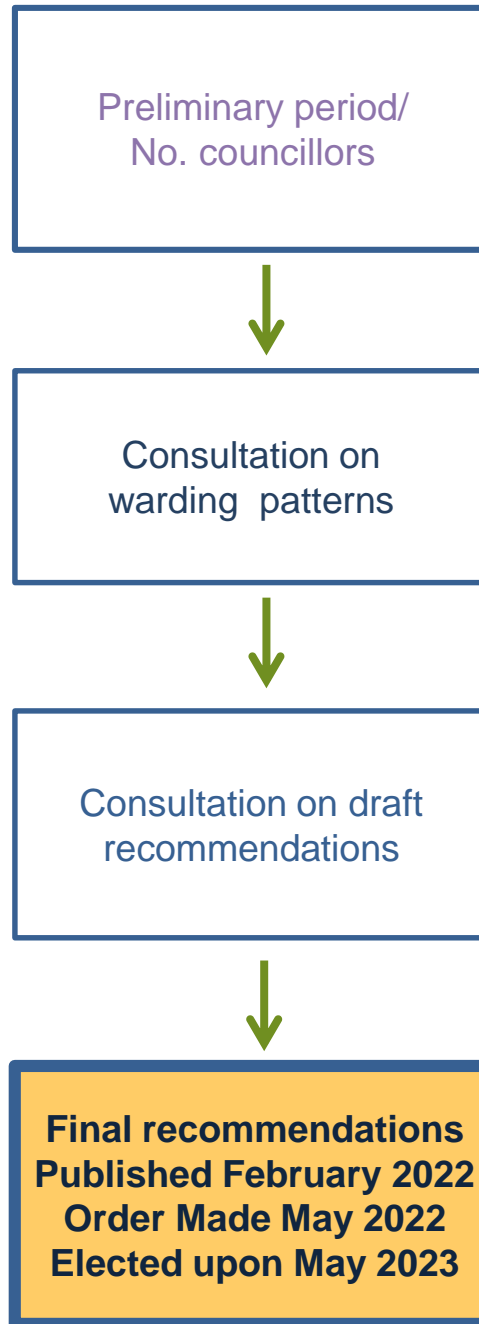 Preliminary period/
No. councillors
Consultation on
warding  patterns
Consultation on draft
recommendations
Final recommendations
Published February 2022
Order Made May 2022
Elected upon May 2023